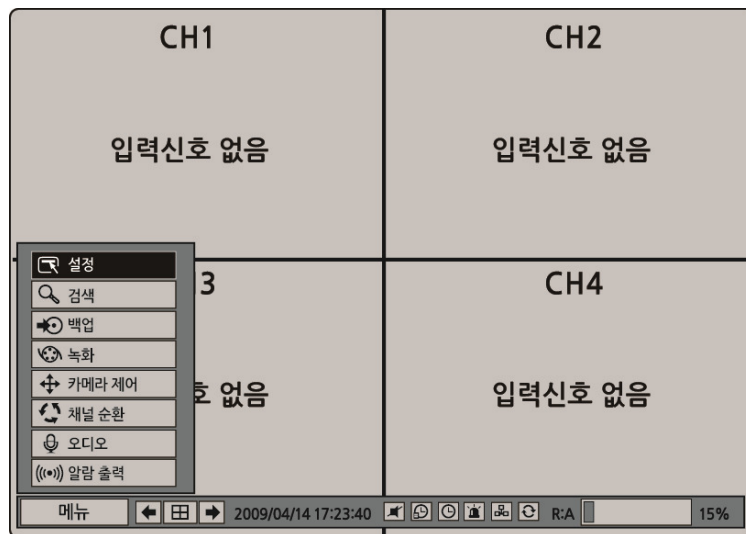 CH1
CH2
입력신호 없음
입력신호 없음
3
CH4
호 없음
입력신호 없음
설정
검색
백업
녹화
카메라 제어
채널 순환
오디오
알람 출력
메뉴
2009/04/14 17:23:40
R:A
15%